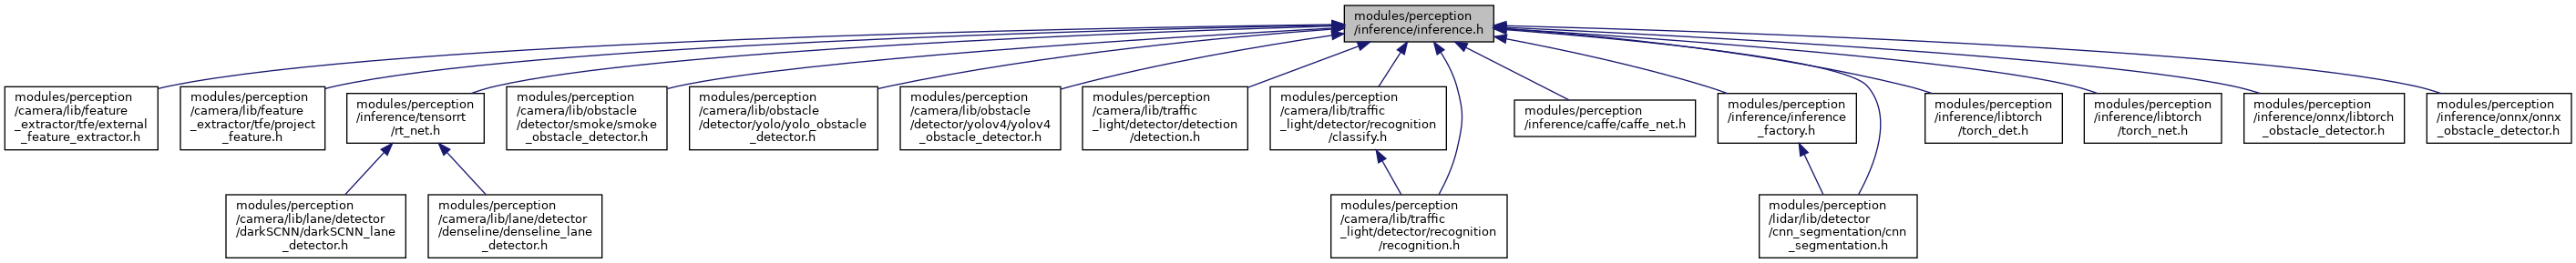 modules/perception
/inference/inference.h
modules/perception
/camera/lib/feature
_extractor/tfe/external
_feature_extractor.h
modules/perception
/camera/lib/feature
_extractor/tfe/project
_feature.h
modules/perception
/inference/tensorrt
/rt_net.h
modules/perception
/camera/lib/obstacle
/detector/smoke/smoke
_obstacle_detector.h
modules/perception
/camera/lib/obstacle
/detector/yolo/yolo_obstacle
_detector.h
modules/perception
/camera/lib/obstacle
/detector/yolov4/yolov4
_obstacle_detector.h
modules/perception
/camera/lib/traffic
_light/detector/detection
/detection.h
modules/perception
/camera/lib/traffic
_light/detector/recognition
/classify.h
modules/perception
/inference/caffe/caffe_net.h
modules/perception
/inference/inference
_factory.h
modules/perception
/inference/libtorch
/torch_det.h
modules/perception
/inference/libtorch
/torch_net.h
modules/perception
/inference/onnx/libtorch
_obstacle_detector.h
modules/perception
/inference/onnx/onnx
_obstacle_detector.h
modules/perception
/camera/lib/lane/detector
/darkSCNN/darkSCNN_lane
_detector.h
modules/perception
/camera/lib/lane/detector
/denseline/denseline_lane
_detector.h
modules/perception
/camera/lib/traffic
_light/detector/recognition
/recognition.h
modules/perception
/lidar/lib/detector
/cnn_segmentation/cnn
_segmentation.h